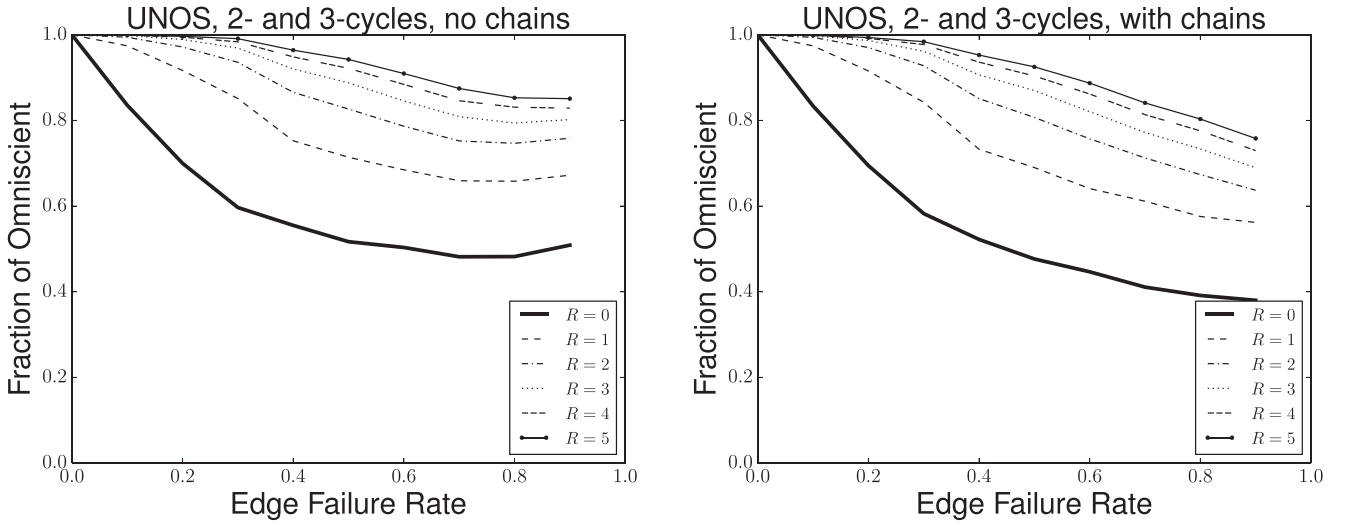 UNOS, 2- and 3-cycles, no chains
Fraction of Omniscient
1.0
0.8
0.6
0.4
0.2
0.0
0.0 0.2 0.4 0.6 0.8 1.0
Edge Failure Rate
R = 0
R = 1
R = 2
R = 3
R = 4
R = 5
UNOS, 2- and 3-cycles, with chains
Fraction of Omniscient
1.0
0.8
0.6
0.4
0.2
0.0
0.0 0.2 0.4 0.6 0.8 1.0
Edge Failure Rate
R = 0
R = 1
R = 2
R = 3
R = 4
R = 5